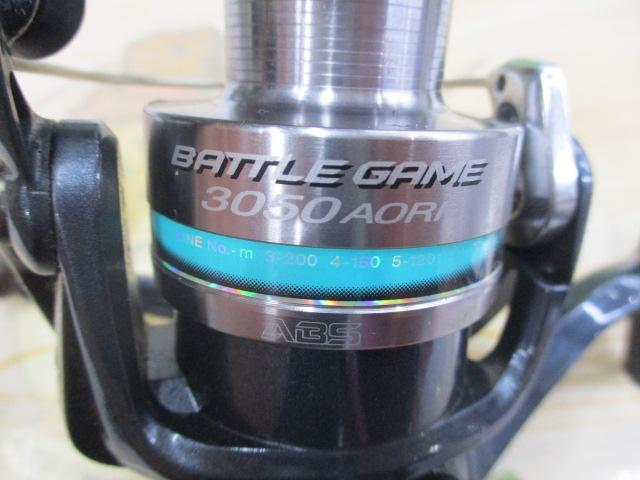 BATTLE GAME
3050 AORI
LINE No.-m 3-200 4-150 5-120
ABS